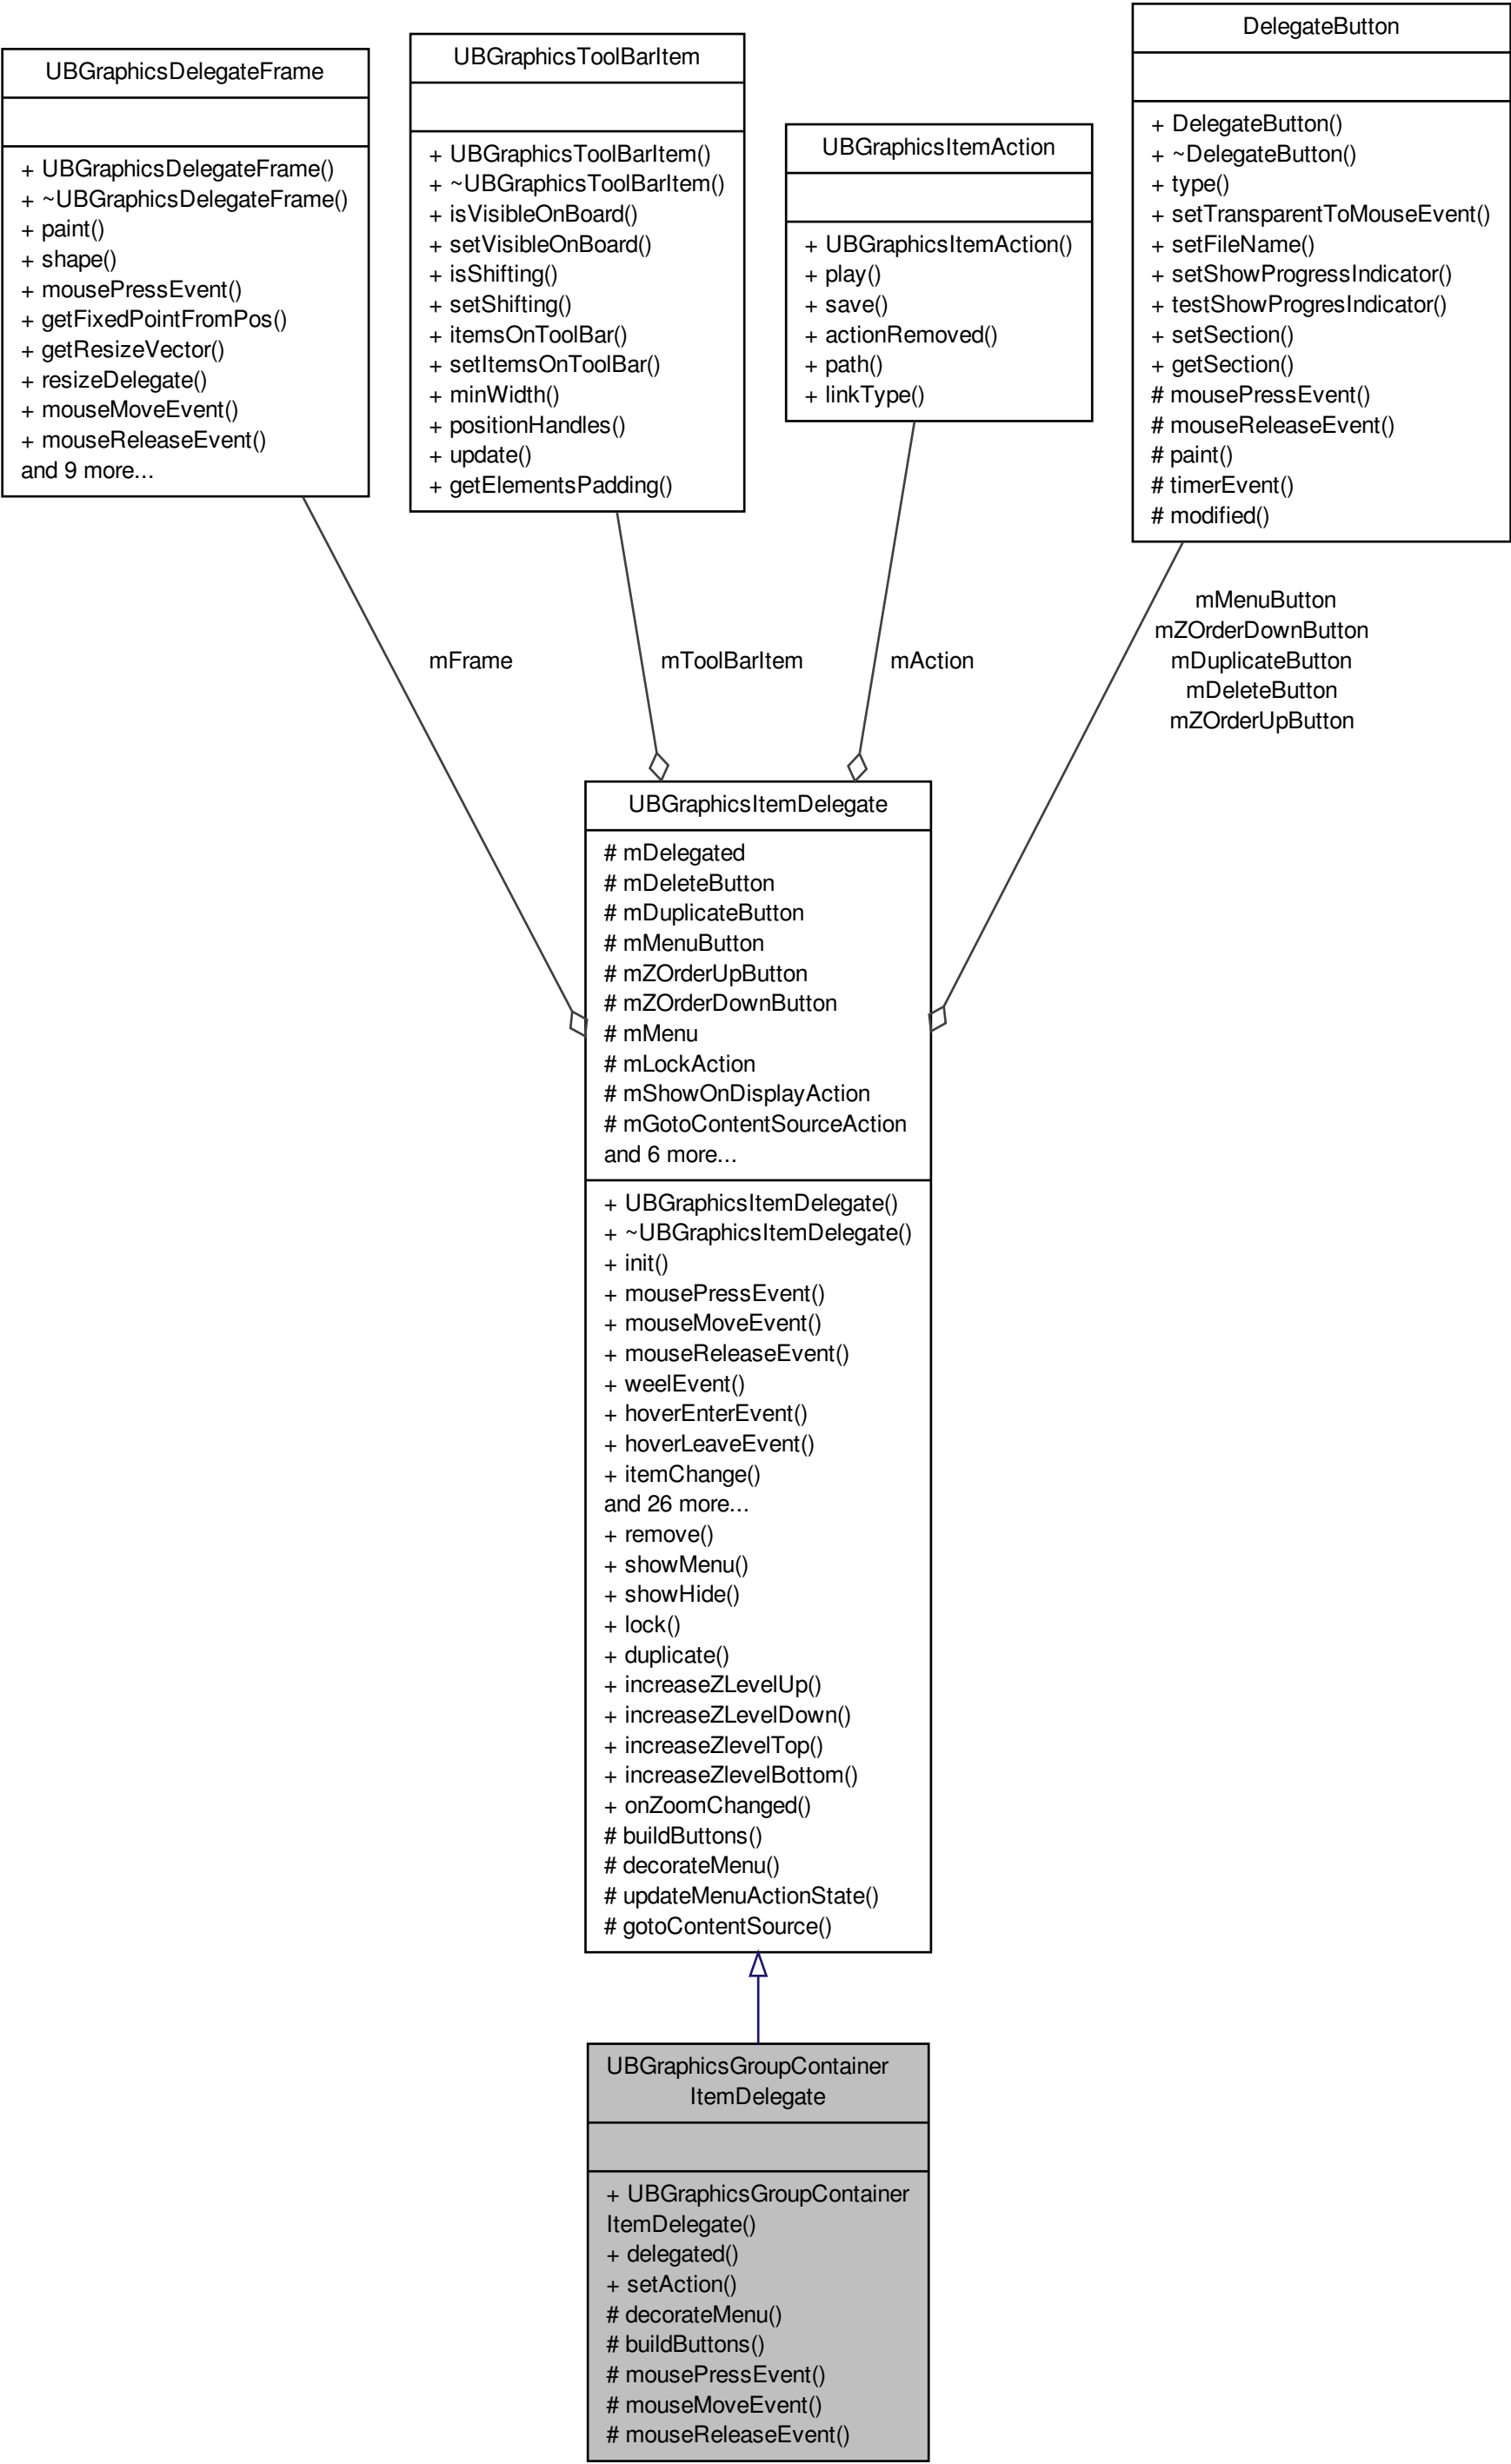 UBGraphicsDelegateFrame
+ UBGraphicsDelegateFrame()
+ ~UBGraphicsDelegateFrame()
+ paint()
+ shape()
+ mousePressEvent()
+ getFixedPointFromPos()
+ getResizeVector()
+ resizeDelegate()
+ mouseMoveEvent()
+ mouseReleaseEvent()
and 9 more...
UBGraphicsToolBarItem
+ UBGraphicsToolBarItem()
+ ~UBGraphicsToolBarItem()
+ isVisibleOnBoard()
+ setVisibleOnBoard()
+ isShifting()
+ setShifting()
+ itemsOnToolBar()
+ setItemsOnToolBar()
+ minWidth()
+ positionHandles()
+ update()
+ getElementsPadding()
UBGraphicsItemAction
+ UBGraphicsItemAction()
+ play()
+ save()
+ actionRemoved()
+ path()
+ linkType()
DelegateButton
+ DelegateButton()
+ ~DelegateButton()
+ type()
+ setTransparentToMouseEvent()
+ setFileName()
+ setShowProgressIndicator()
+ testShowProgresIndicator()
+ setSection()
+ getSection()
# mousePressEvent()
# mouseReleaseEvent()
# paint()
# timerEvent()
# modified()
mFrame
mToolBarItem
mAction
mMenuButton
mZOrderDownButton
mDuplicateButton
mDeleteButton
mZOrderUpButton
UBGraphicsItemDelegate
# mDelegated
# mDeleteButton
# mDuplicateButton
# mMenuButton
# mZOrderUpButton
# mZOrderDownButton
# mMenu
# mLockAction
# mShowOnDisplayAction
# mGotoContentSourceAction
and 6 more...
+ UBGraphicsItemDelegate()
+ ~UBGraphicsItemDelegate()
+ init()
+ mousePressEvent()
+ mouseMoveEvent()
+ mouseReleaseEvent()
+ weelEvent()
+ hoverEnterEvent()
+ hoverLeaveEvent()
+ itemChange()
and 26 more...
+ remove()
+ showMenu()
+ showHide()
+ lock()
+ duplicate()
+ increaseZLevelUp()
+ increaseZLevelDown()
+ increaseZlevelTop()
+ increaseZlevelBottom()
+ onZoomChanged()
# buildButtons()
# decorateMenu()
# updateMenuActionState()
# gotoContentSource()
UBGraphicsGroupContainer
ItemDelegate
+ UBGraphicsGroupContainer
ItemDelegate()
+ delegated()
+ setAction()
# decorateMenu()
# buildButtons()
# mousePressEvent()
# mouseMoveEvent()
# mouseReleaseEvent()